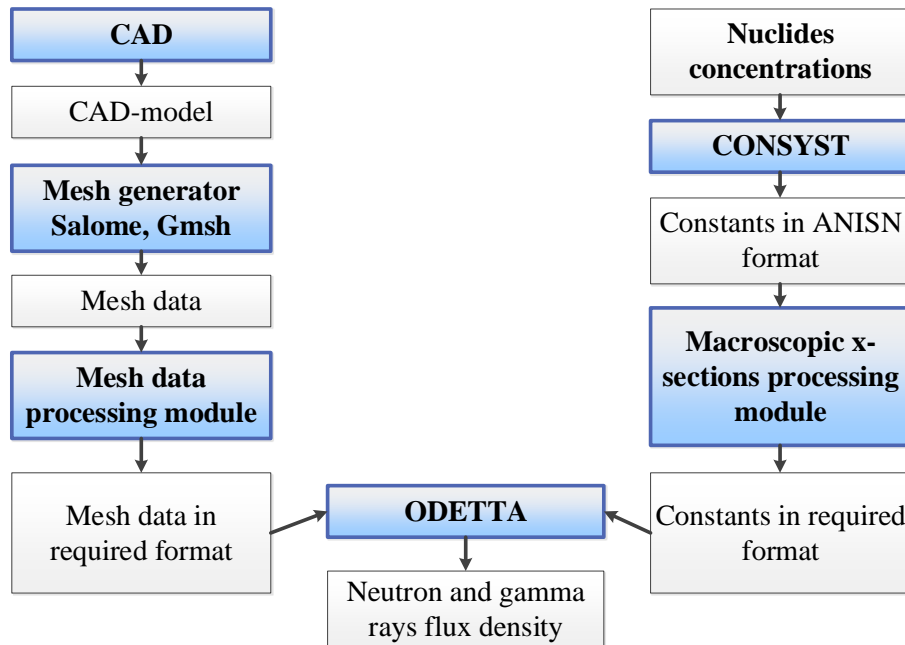 CAD
CAD-model
Mesh generator
Salome, Gmsh
Mesh data
Mesh data
processing module
Mesh data in
required format
Nuclides
concentrations
CONSYST
Constants in ANISN
format
Macroscopic x-
sections processing
module
Constants in required
format
ODETTA
Neutron and gamma
rays flux density